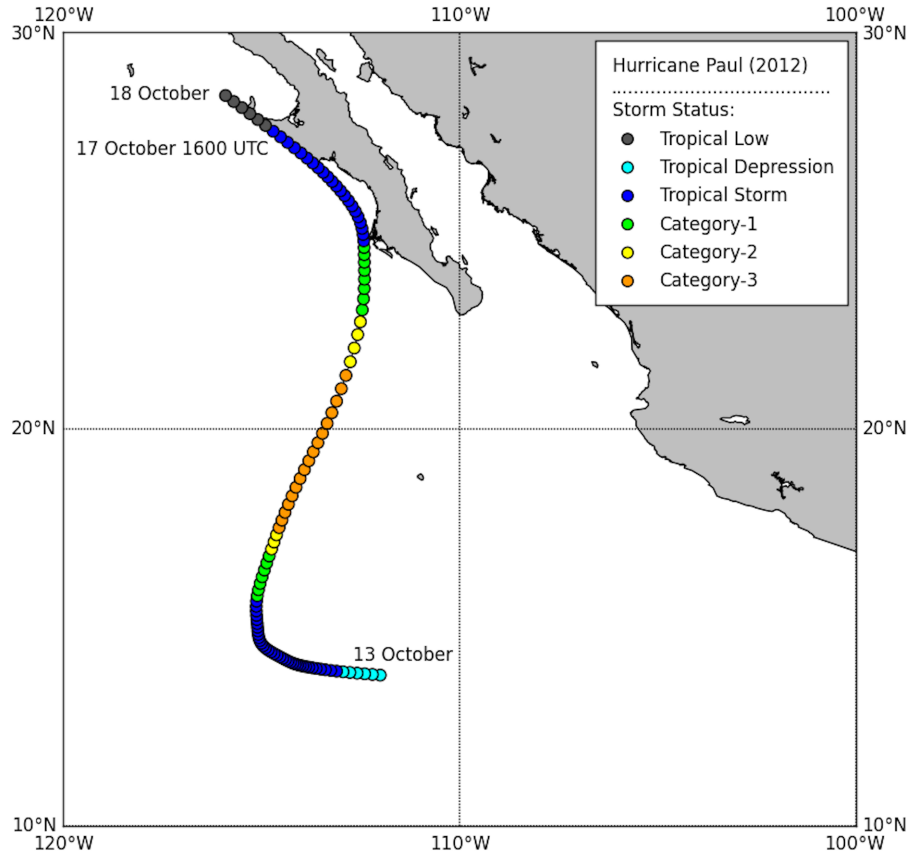 120°W 110°W 100°W
30°N 30°N
Hurricane Paul (2012)
Storm Status:
Tropical Low
Tropical Depression
Tropical Storm
Category-1
Category-2
Category-3
18 October
17 October 1600 UTC
20°N 20°N
13 October
10°N 10°N
120°W 110°W 100°W